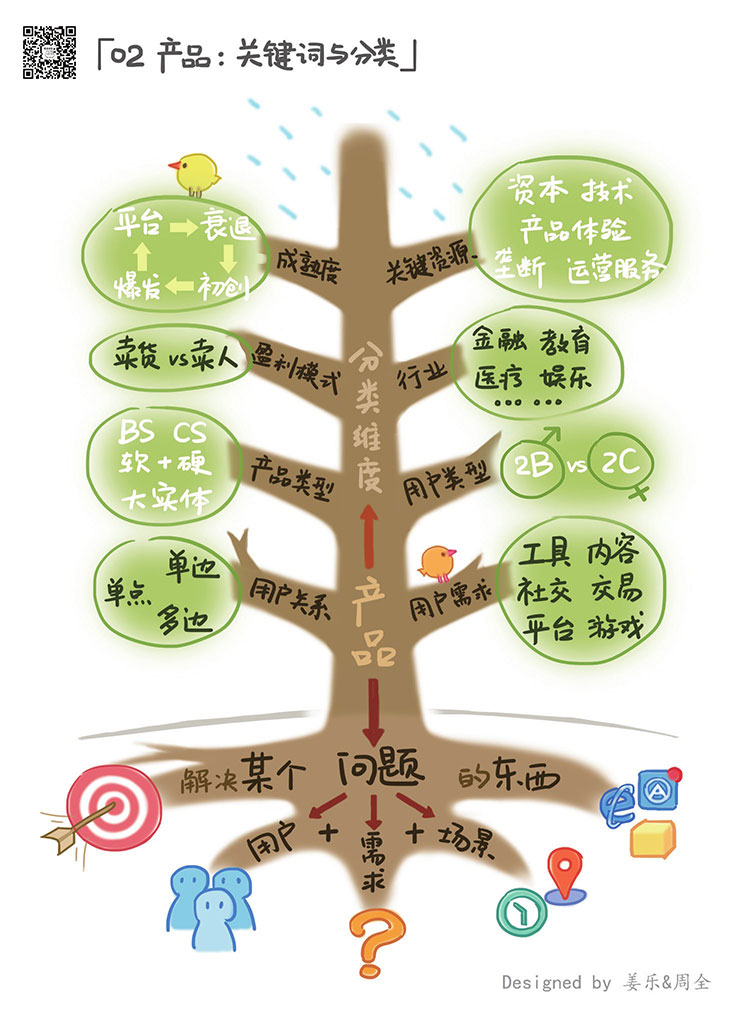 「02 产品：关键词与分类」
平台 衰退
爆发 初创
成熟度
关键资源
资本 技术
产品体验
垄断 运营服务
卖货 vs 卖人
盈利模式
行业
金融 教育
医疗 娱乐
……
分类维度
BS CS
软+硬
大实体
产品类型
用户类型
2B vs 2C
单边
单点
多边
用户关系
用户需求
工具 内容
社交 交易
平台 游戏
产品
解决某个问题的东西
用户+需求+场景
Designed by 姜乐&周全